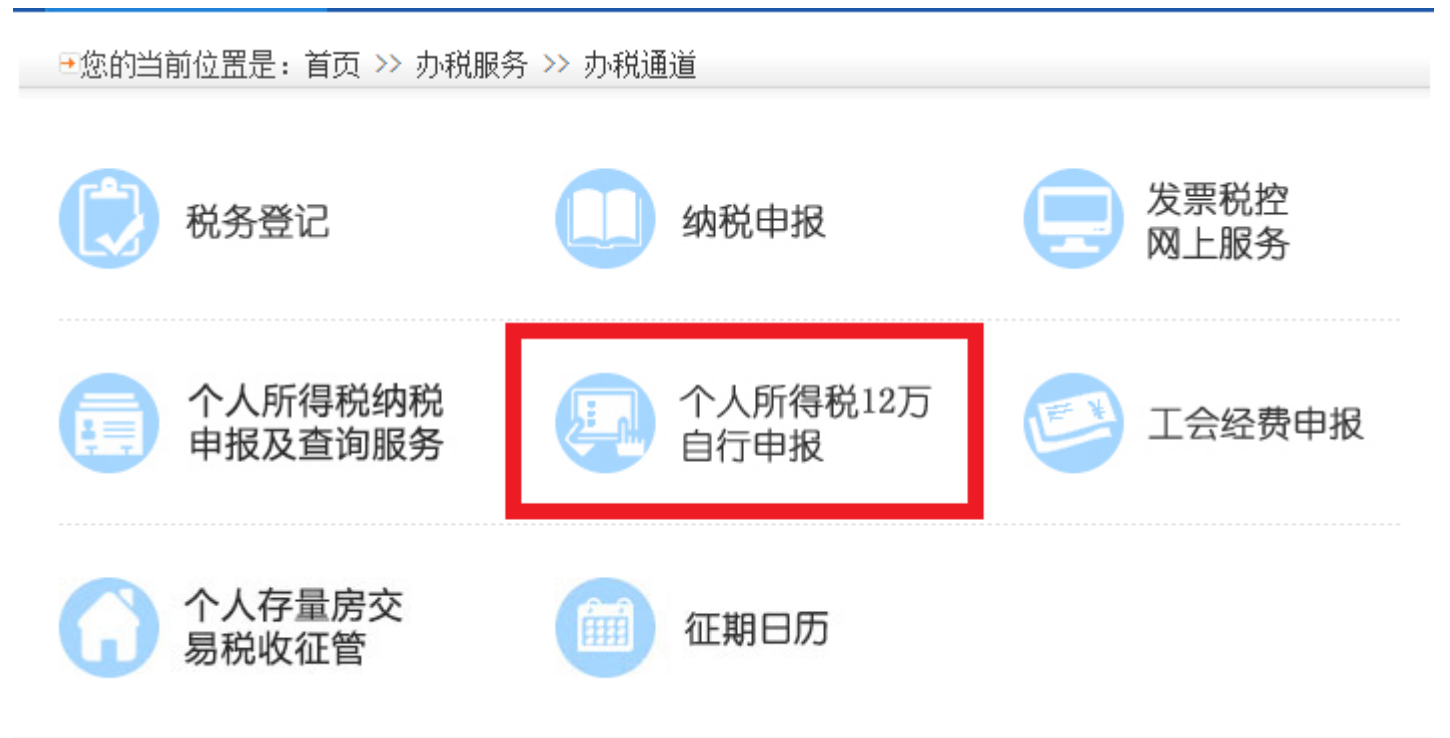 您的当前位置是：首页 >> 办税服务 >> 办税通道
税务登记
纳税申报
发票税控
网上服务
个人所得税纳税
申报及查询服务
个人所得税12万
自行申报
工会经费申报
个人存量房交
易税收征管
征期日历